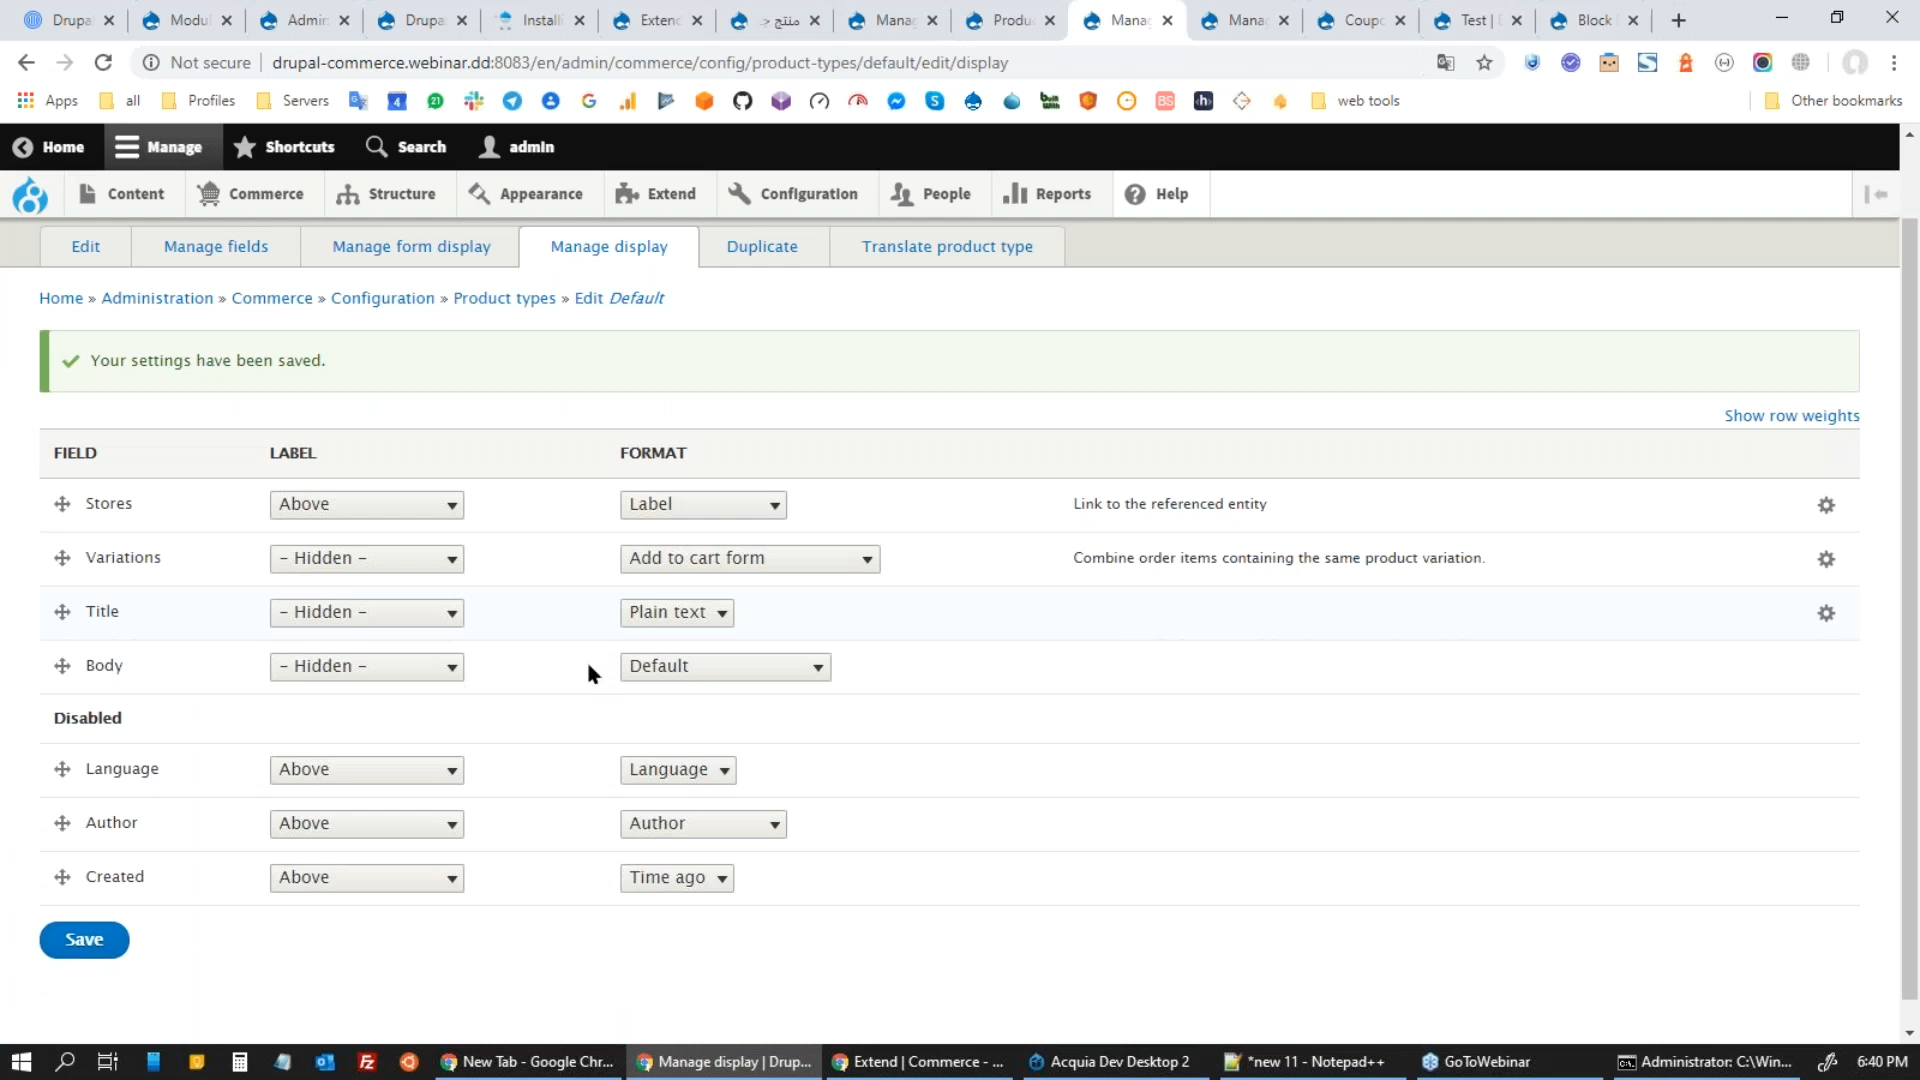 Drupa Modul Admin Drupa Install Extend منتج ج Manag Produc Manag Manag Coupo Test | Block
Not secure | drupal-commerce.webinar.dd:8083/en/admin/commerce/config/product-types/default/edit/display
Apps all Profiles Servers web tools Other bookmarks
Home Manage Shortcuts Search admin
Content Commerce Structure Appearance Extend Configuration People Reports Help
Edit Manage fields Manage form display Manage display Duplicate Translate product type
Home » Administration » Commerce » Configuration » Product types » Edit Default
Your settings have been saved.
Show row weights
FIELD LABEL FORMAT
Stores Above Label Link to the referenced entity
Variations - Hidden - Add to cart form Combine order items containing the same product variation.
Title - Hidden - Plain text
Body - Hidden - Default
Disabled
Language Above Language
Author Above Author
Created Above Time ago
Save
New Tab - Google Chr... Manage display | Drup... Extend | Commerce - ... Acquia Dev Desktop 2 *new 11 - Notepad++ GoToWebinar Administrator: C:\Win... 6:40 PM